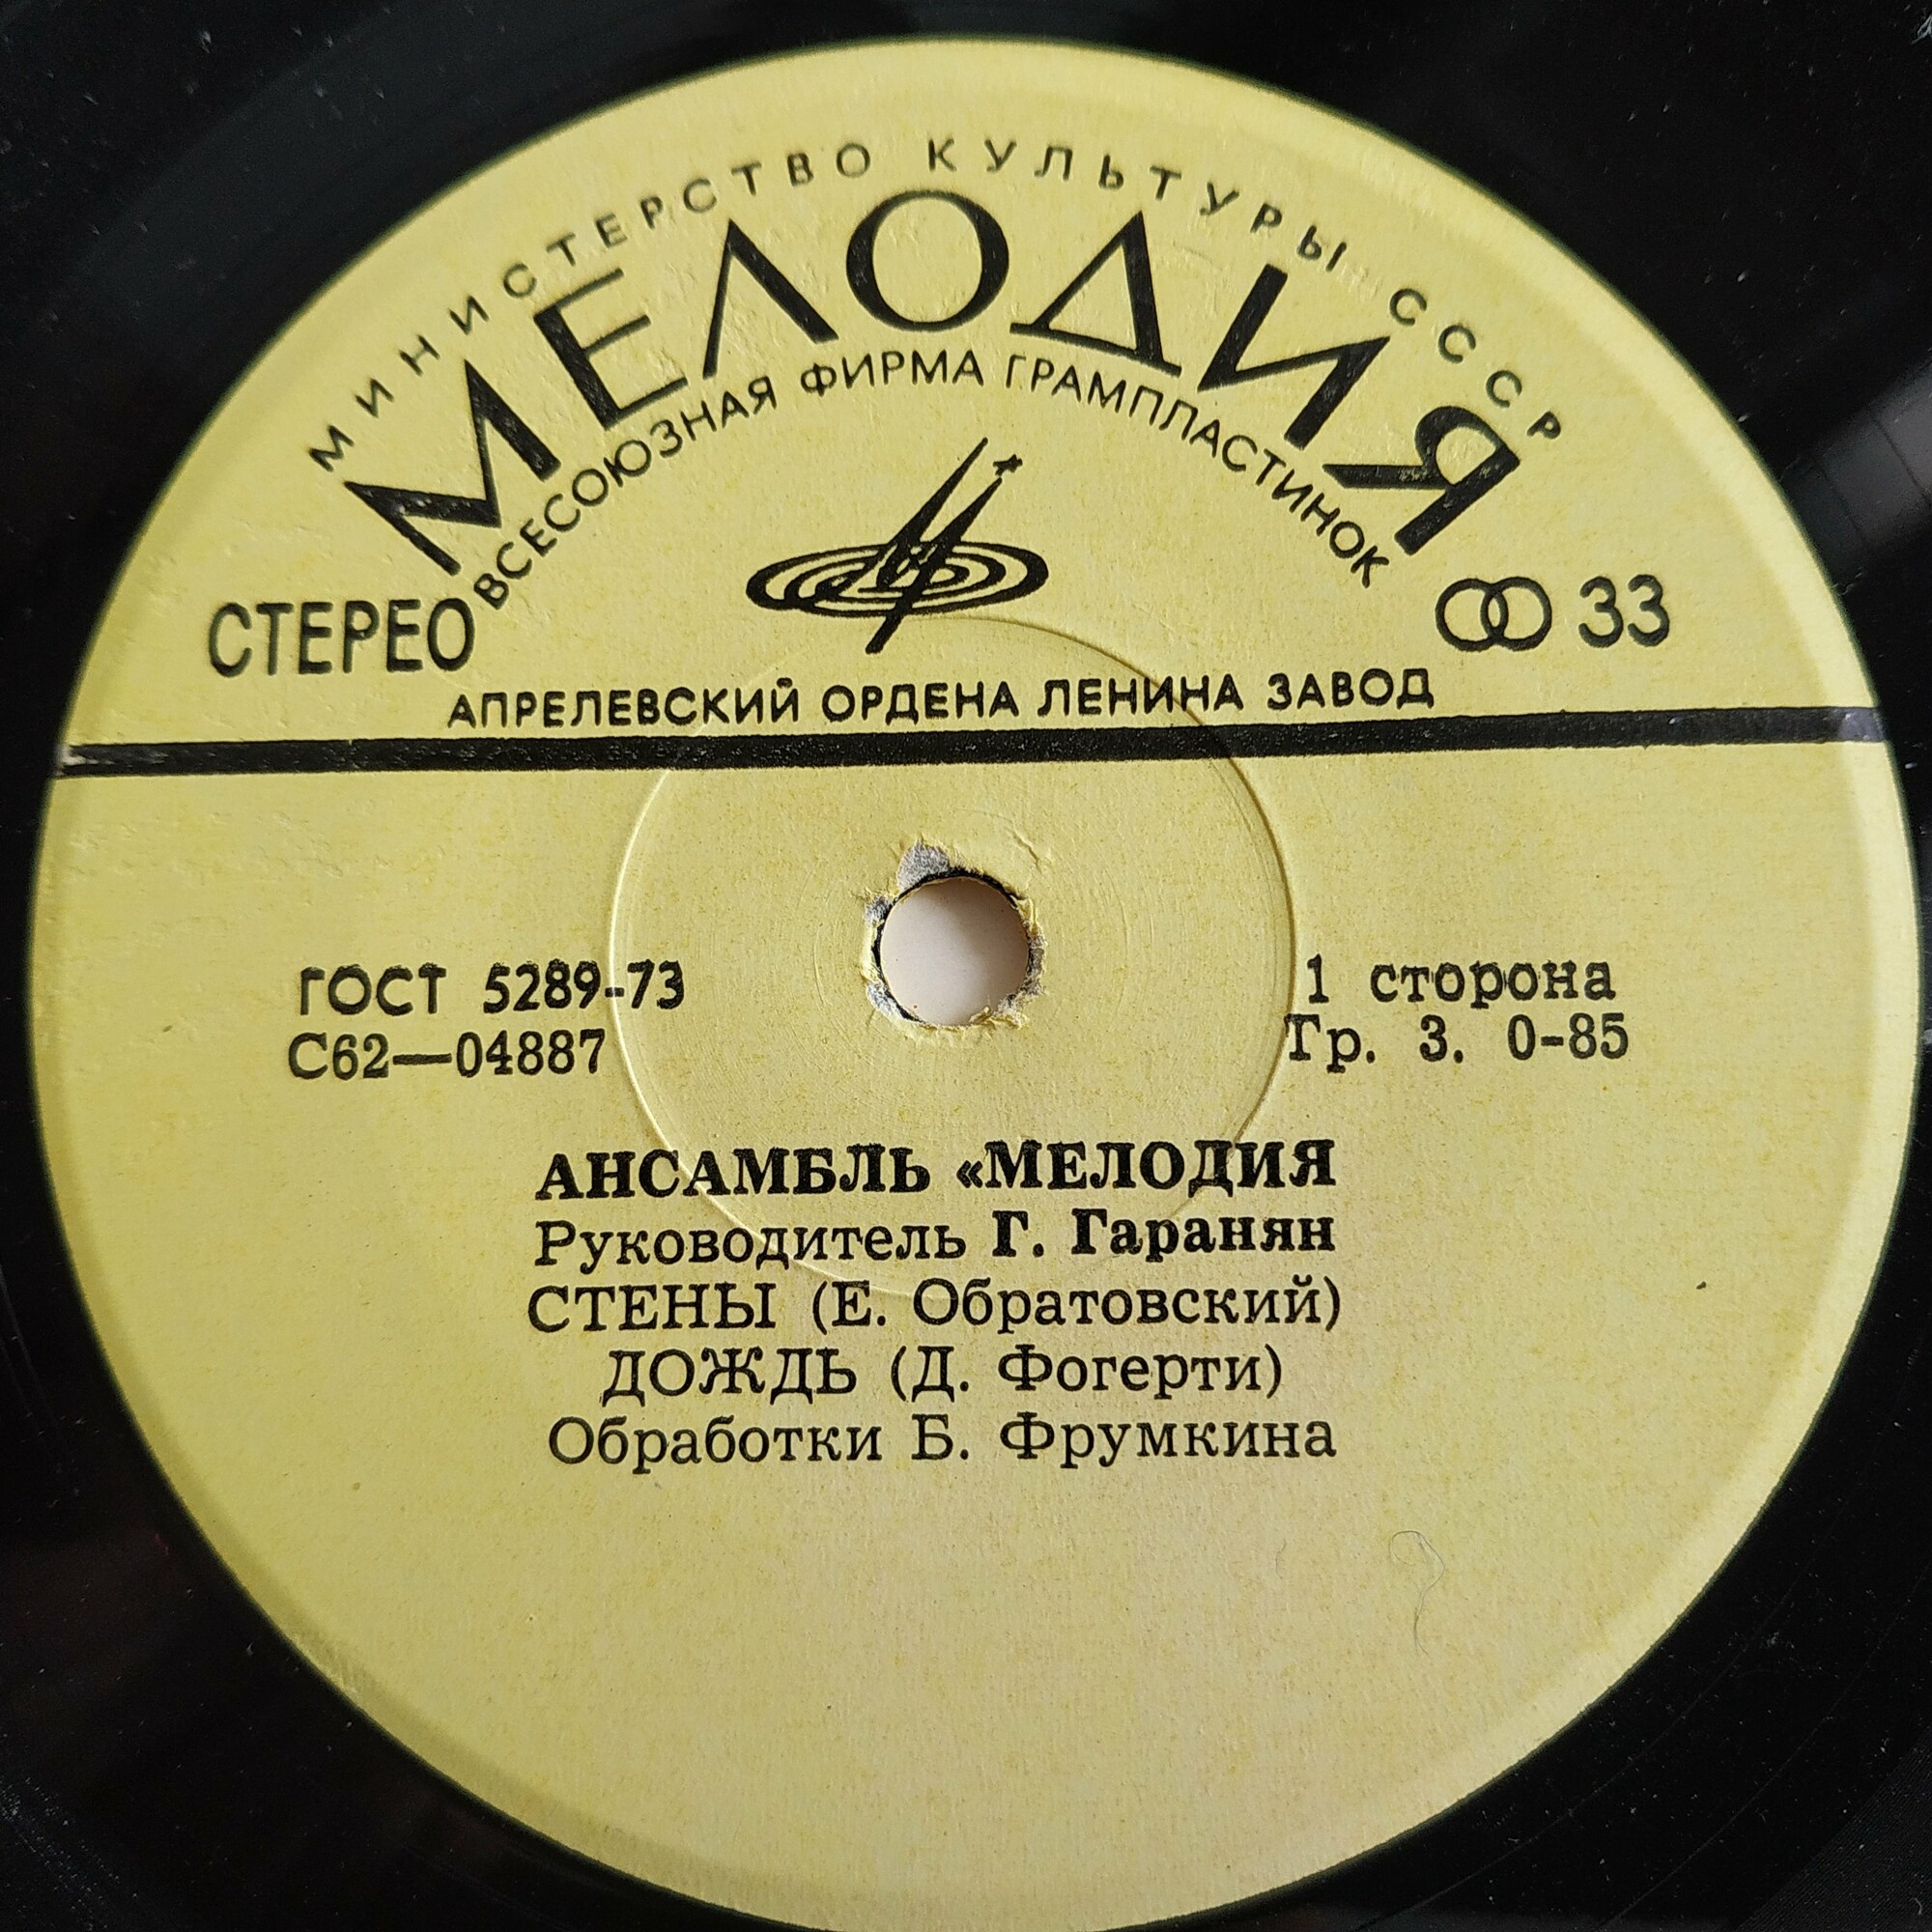 МИНИСТЕРСТВО КУЛЬТУРЫ СССР
МЕЛОДИЯ
ВСЕСОЮЗНАЯ ФИРМА ГРАМПЛАСТИНОК
СТЕРЕО
33
АПРЕЛЕВСКИЙ ОРДЕНА ЛЕНИНА ЗАВОД
ГОСТ 5289-73
С62—04887
1 сторона
Гр. 3. 0-85
АНСАМБЛЬ «МЕЛОДИЯ
Руководитель Г. Гаранян
СТЕНЫ (Е. Обратовский)
ДОЖДЬ (Д. Фогерти)
Обработки Б. Фрумкина